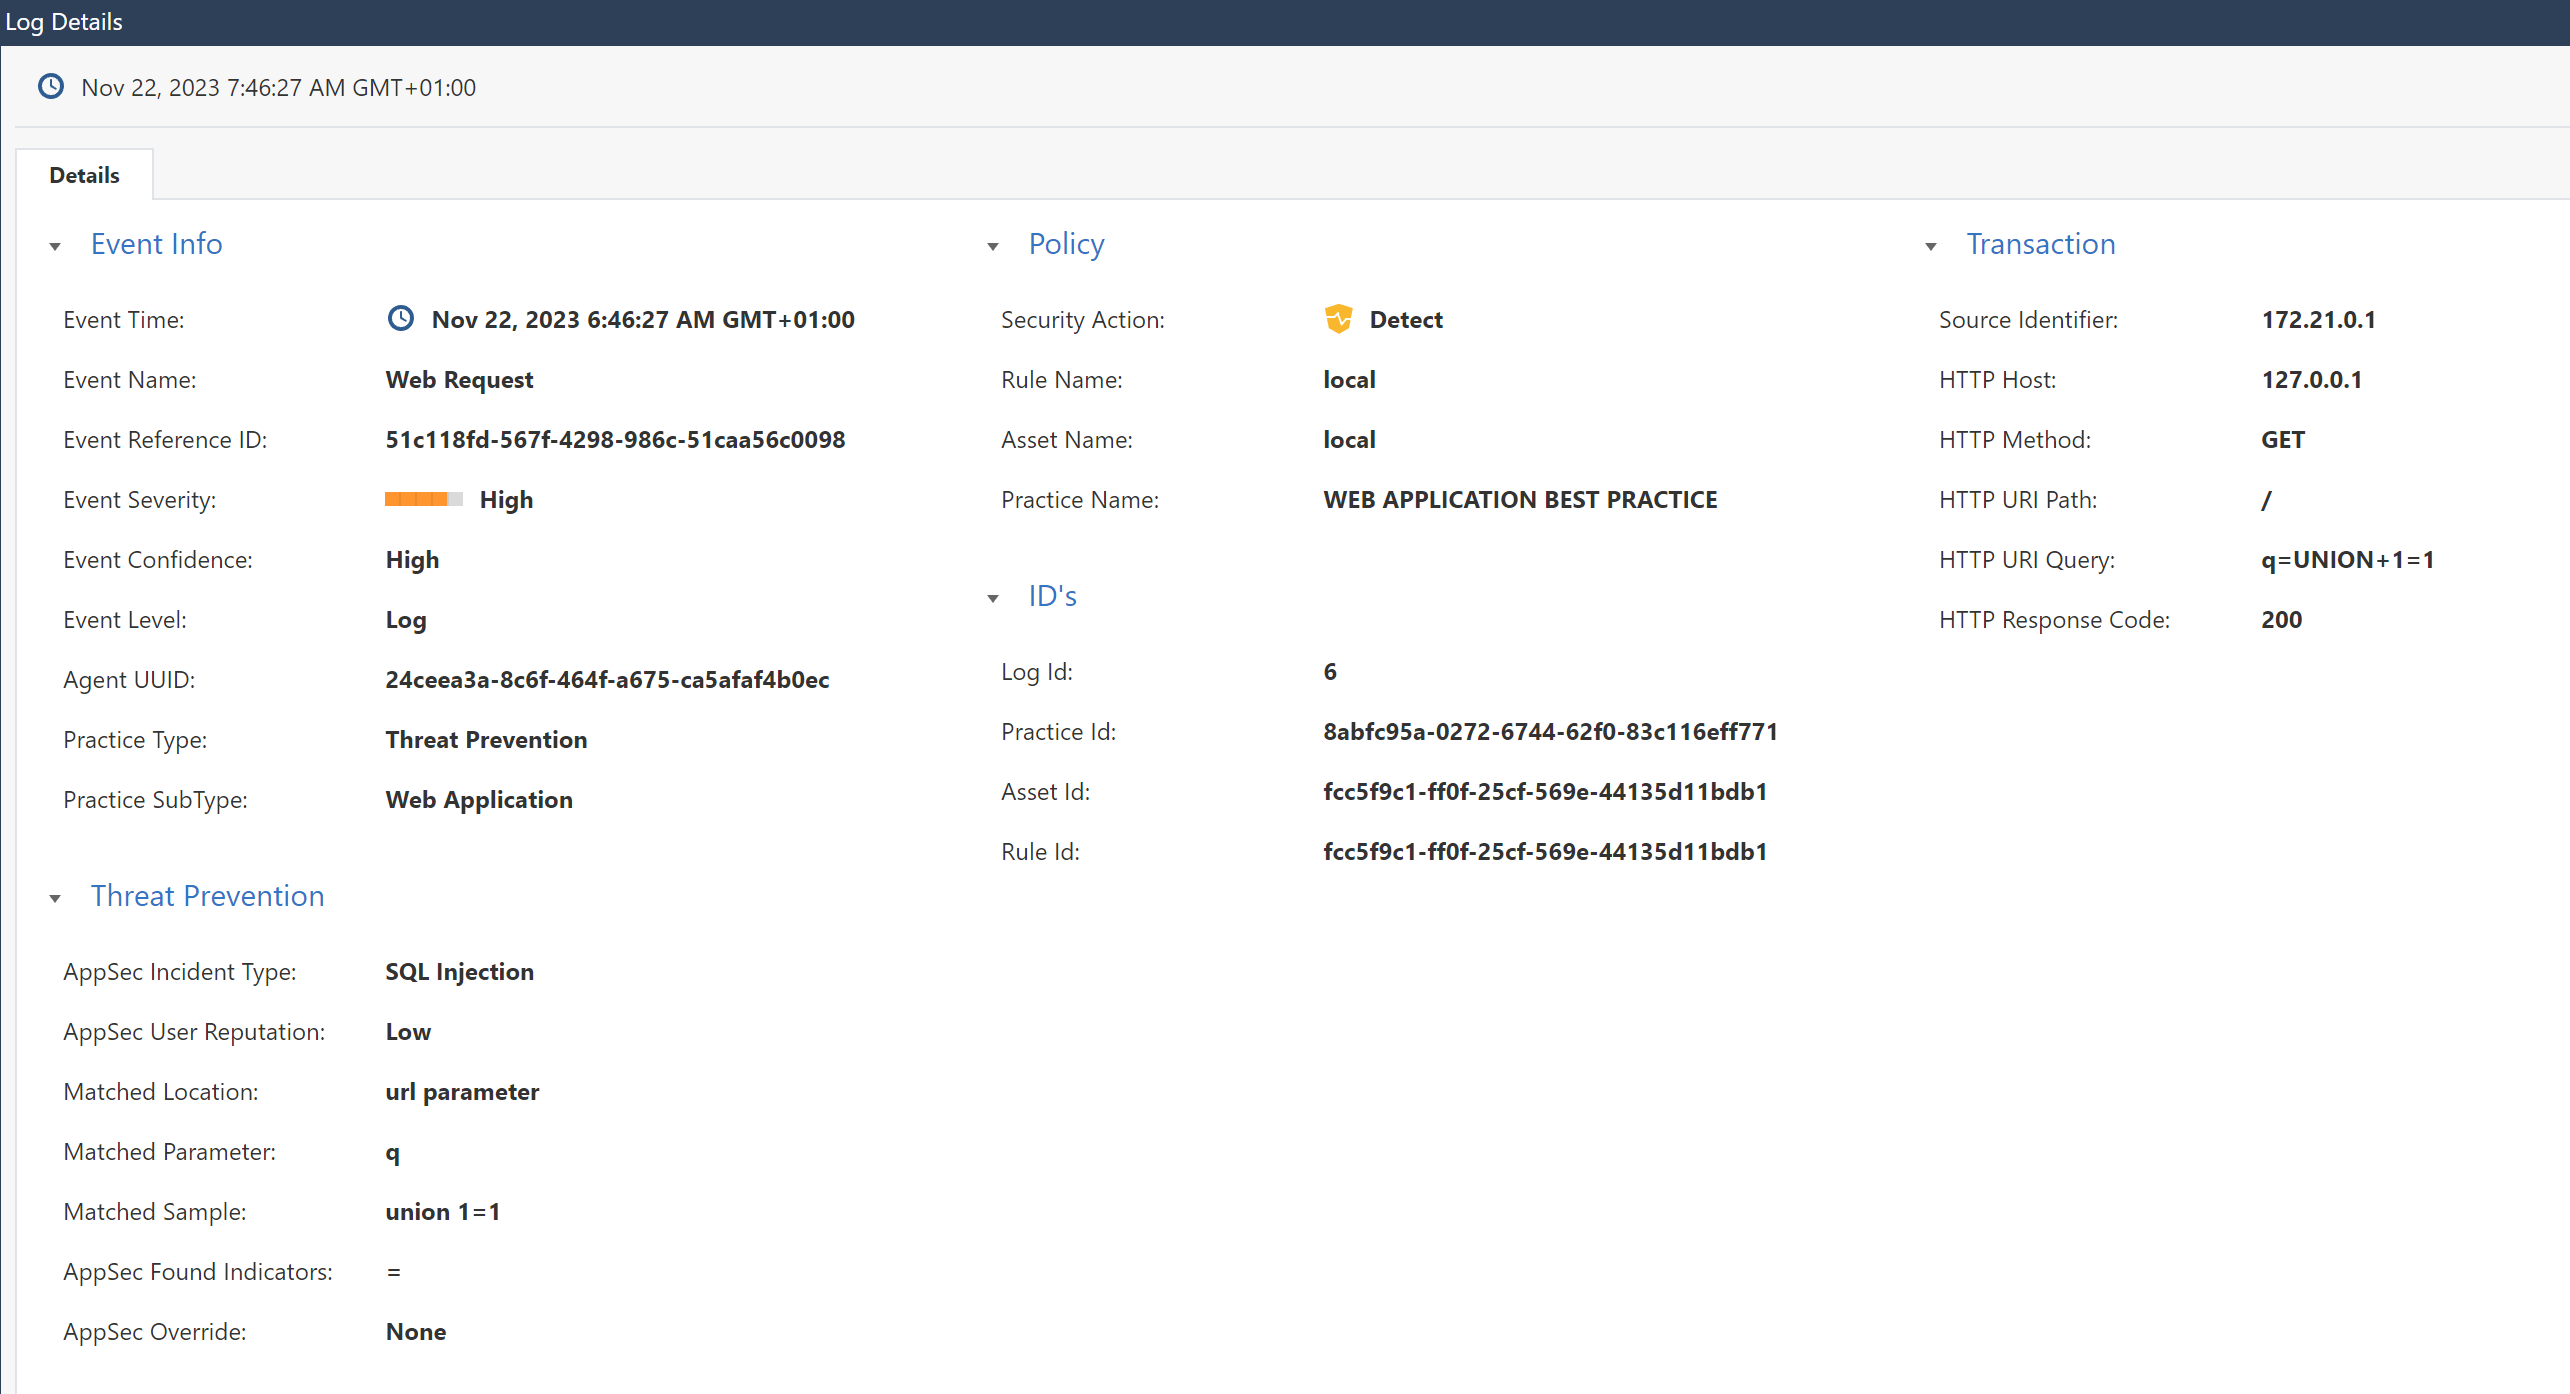 Log Details
Nov 22, 2023 7:46:27 AM GMT+01:00
Details
Event Info
Event Time: Nov 22, 2023 6:46:27 AM GMT+01:00
Event Name: Web Request
Event Reference ID: 51c118fd-567f-4298-986c-51caa56c0098
Event Severity: High
Event Confidence: High
Event Level: Log
Agent UUID: 24ceea3a-8c6f-464f-a675-ca5afaf4b0ec
Practice Type: Threat Prevention
Practice SubType: Web Application
Threat Prevention
AppSec Incident Type: SQL Injection
AppSec User Reputation: Low
Matched Location: url parameter
Matched Parameter: q
Matched Sample: union 1=1
AppSec Found Indicators: =
AppSec Override: None
Policy
Security Action: Detect
Rule Name: local
Asset Name: local
Practice Name: WEB APPLICATION BEST PRACTICE
ID's
Log Id: 6
Practice Id: 8abfc95a-0272-6744-62f0-83c116eff771
Asset Id: fcc5f9c1-ff0f-25cf-569e-44135d11bdb1
Rule Id: fcc5f9c1-ff0f-25cf-569e-44135d11bdb1
Transaction
Source Identifier: 172.21.0.1
HTTP Host: 127.0.0.1
HTTP Method: GET
HTTP URI Path: /
HTTP URI Query: q=UNION+1=1
HTTP Response Code: 200